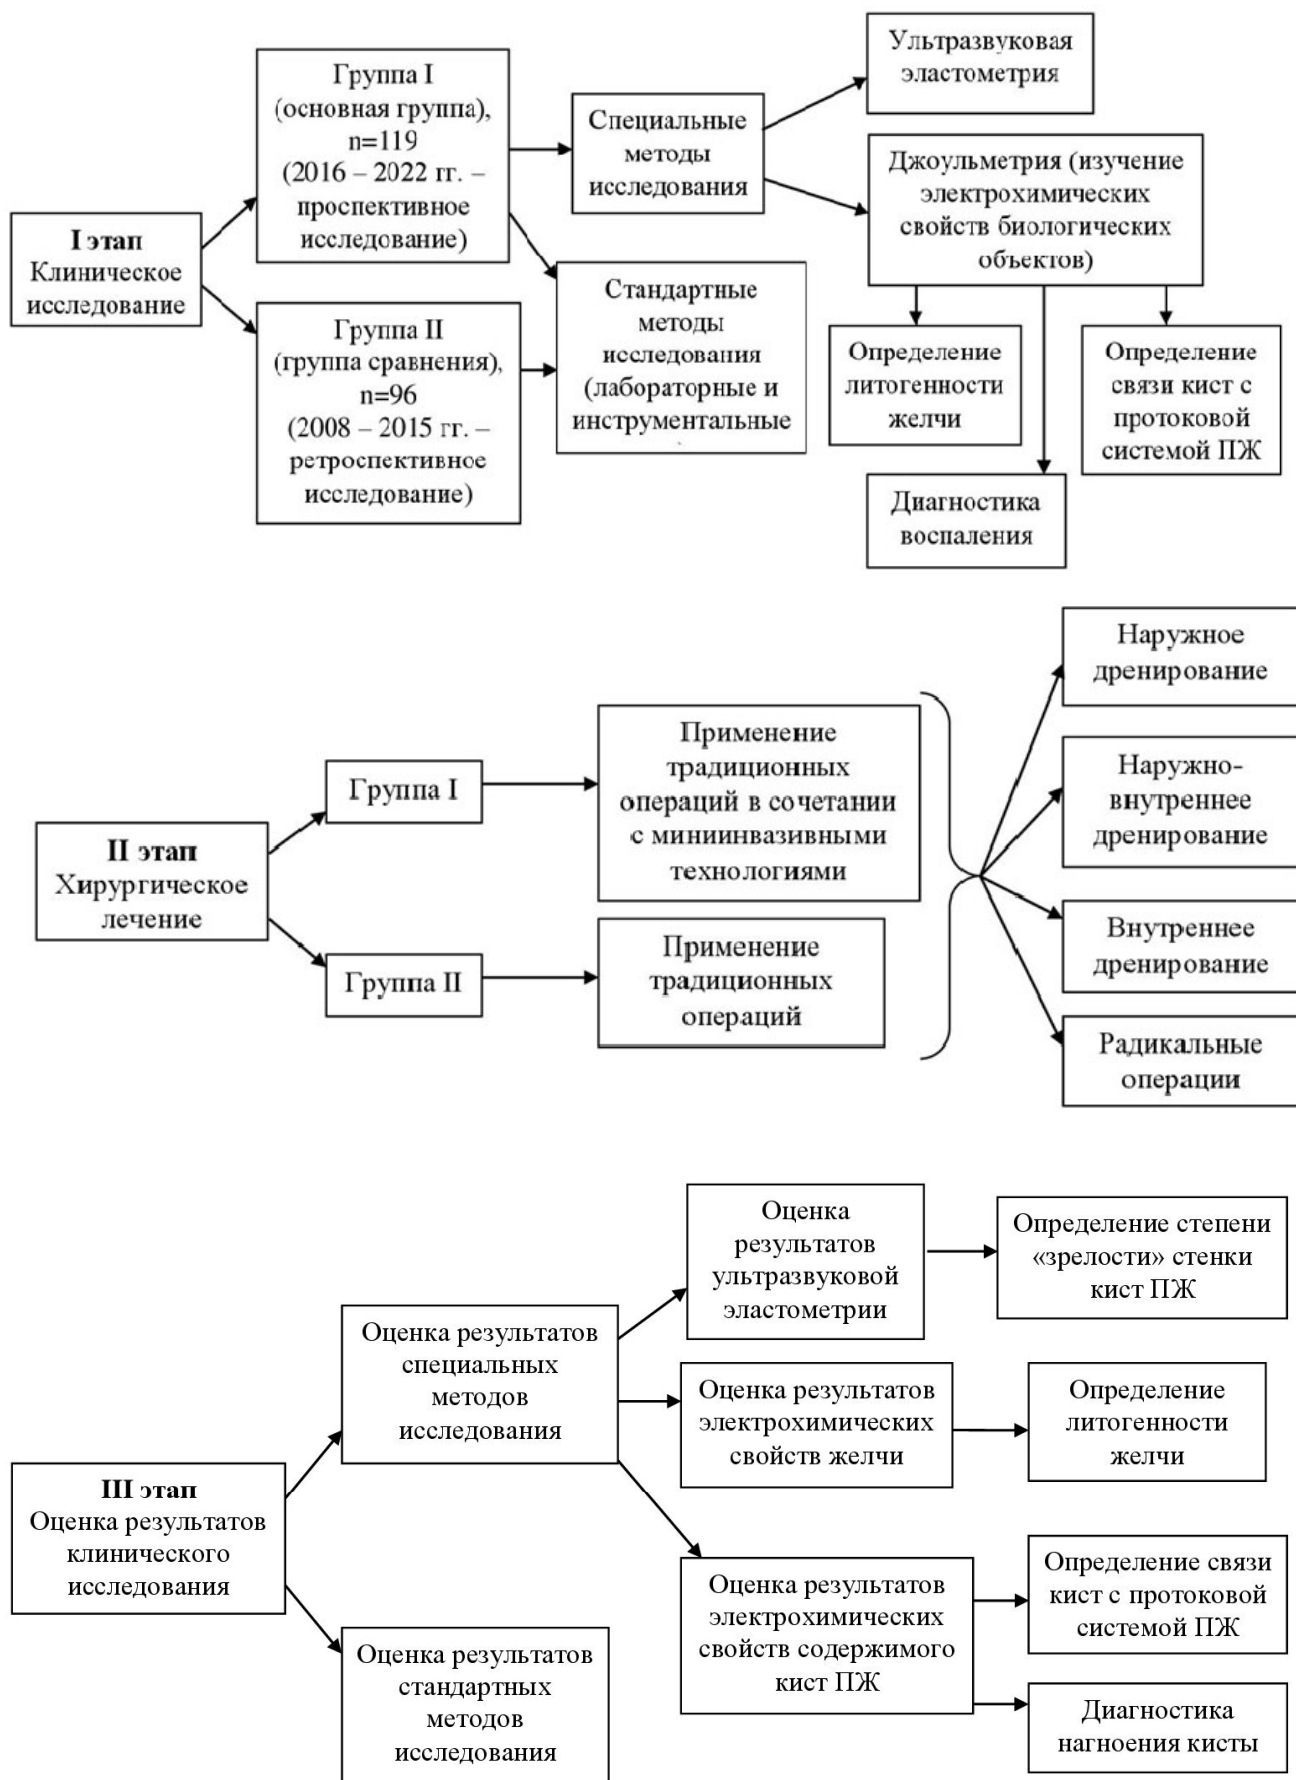 I этап
Клиническое
исследование
Группа I
(основная группа),
n=119
(2016 – 2022 гг. –
проспективное
исследование)
Группа II
(группа сравнения),
n=96
(2008 – 2015 гг. –
ретроспективное
исследование)
Специальные
методы
исследования
Стандартные
методы
исследования
(лабораторные и
инструментальные
Ультразвуковая
эластометрия
Джоульметрия (изучение
электрохимических
свойств биологических
объектов)
Определение
литогенности
желчи
Диагностика
воспаления
Определение
связи кист с
протоковой
системой ПЖ
II этап
Хирургическое
лечение
Группа I
Группа II
Применение
традиционных
операций в сочетании
с миниинвазивными
технологиями
Применение
традиционных
операций
Наружное
дренирование
Наружно-
внутреннее
дренирование
Внутреннее
дренирование
Радикальные
операции
III этап
Оценка результатов
клинического
исследования
Оценка результатов
специальных
методов
исследования
Оценка результатов
стандартных
методов
исследования
Оценка
результатов
ультразвуковой
эластометрии
Определение степени
«зрелости» стенки
кист ПЖ
Оценка результатов
электрохимических
свойств желчи
Определение
литогенности
желчи
Оценка результатов
электрохимических
свойств содержимого
кист ПЖ
Определение связи
кист с протоковой
системой ПЖ
Диагностика
нагноения кисты